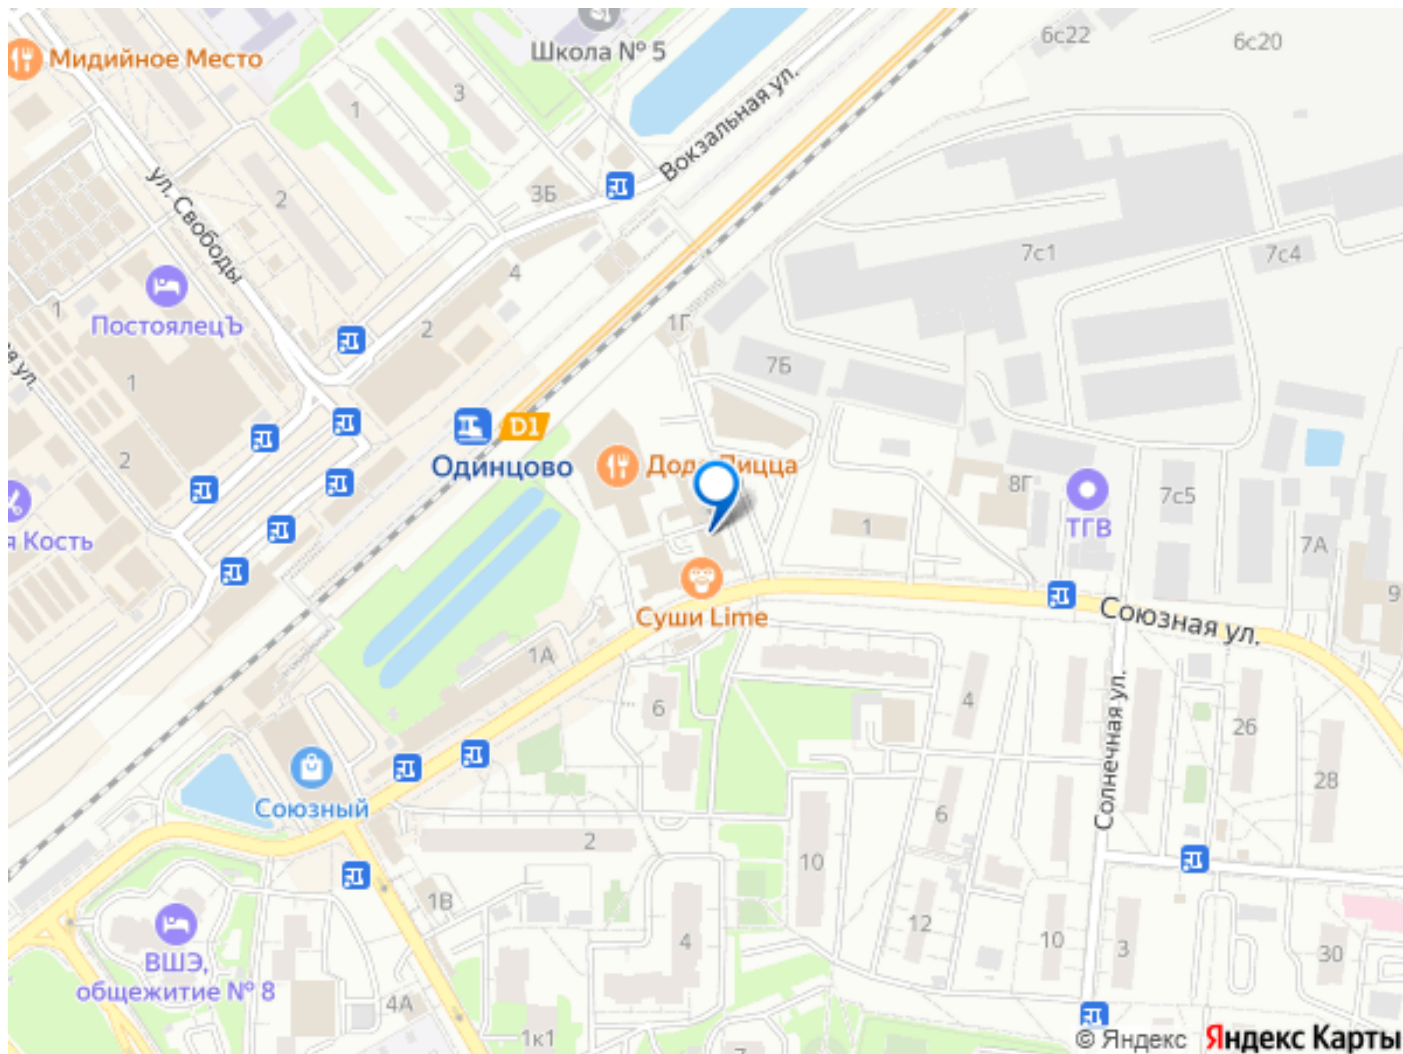 6с22
6с20
Школа № 5
Мидийное Место
3
1
Вокзальная ул.
ул. Свободы
2
3Б
7с1
7с4
4
1
ПостоялецЪ
2
1Г
7Б
1
ул.
D1
Одинцово
Додо Пицца
2
8Г
7с5
1
ТГВ
7А
я Кость
9
Суши Lime
Союзная ул.
1А
Солнечная ул.
6
4
26
28
Союзный
6
2
10
1В
12
4
10
3
30
ВШЭ,
общежитие № 8
4А
1к1
7
© Яндекс Яндекс Карты